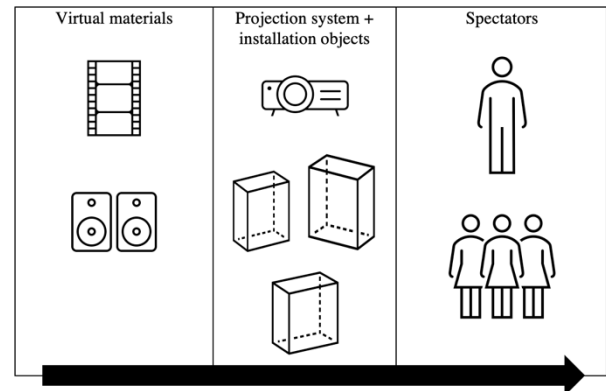 Virtual materials
Projection system +
installation objects
Spectators